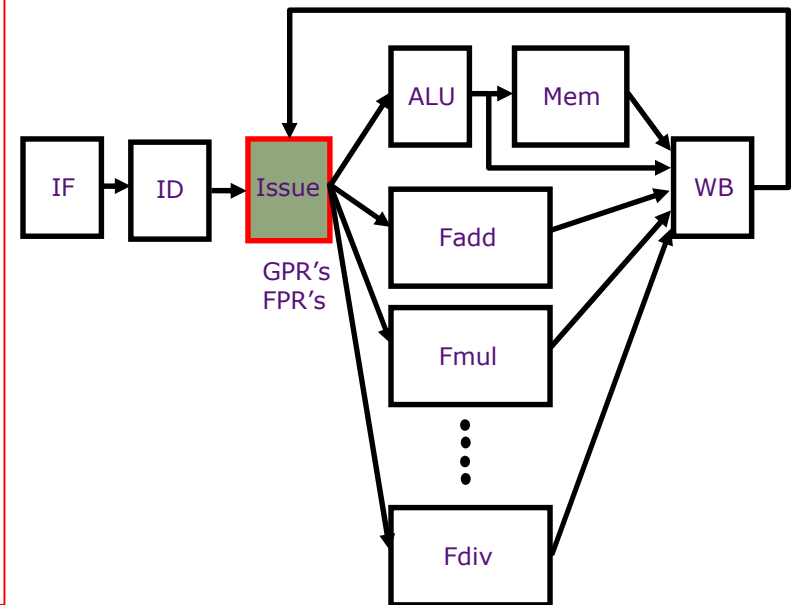 ALU
Mem
IF
ID
Issue
WB
GPR's
FPR's
Fadd
Fmul
Fdiv